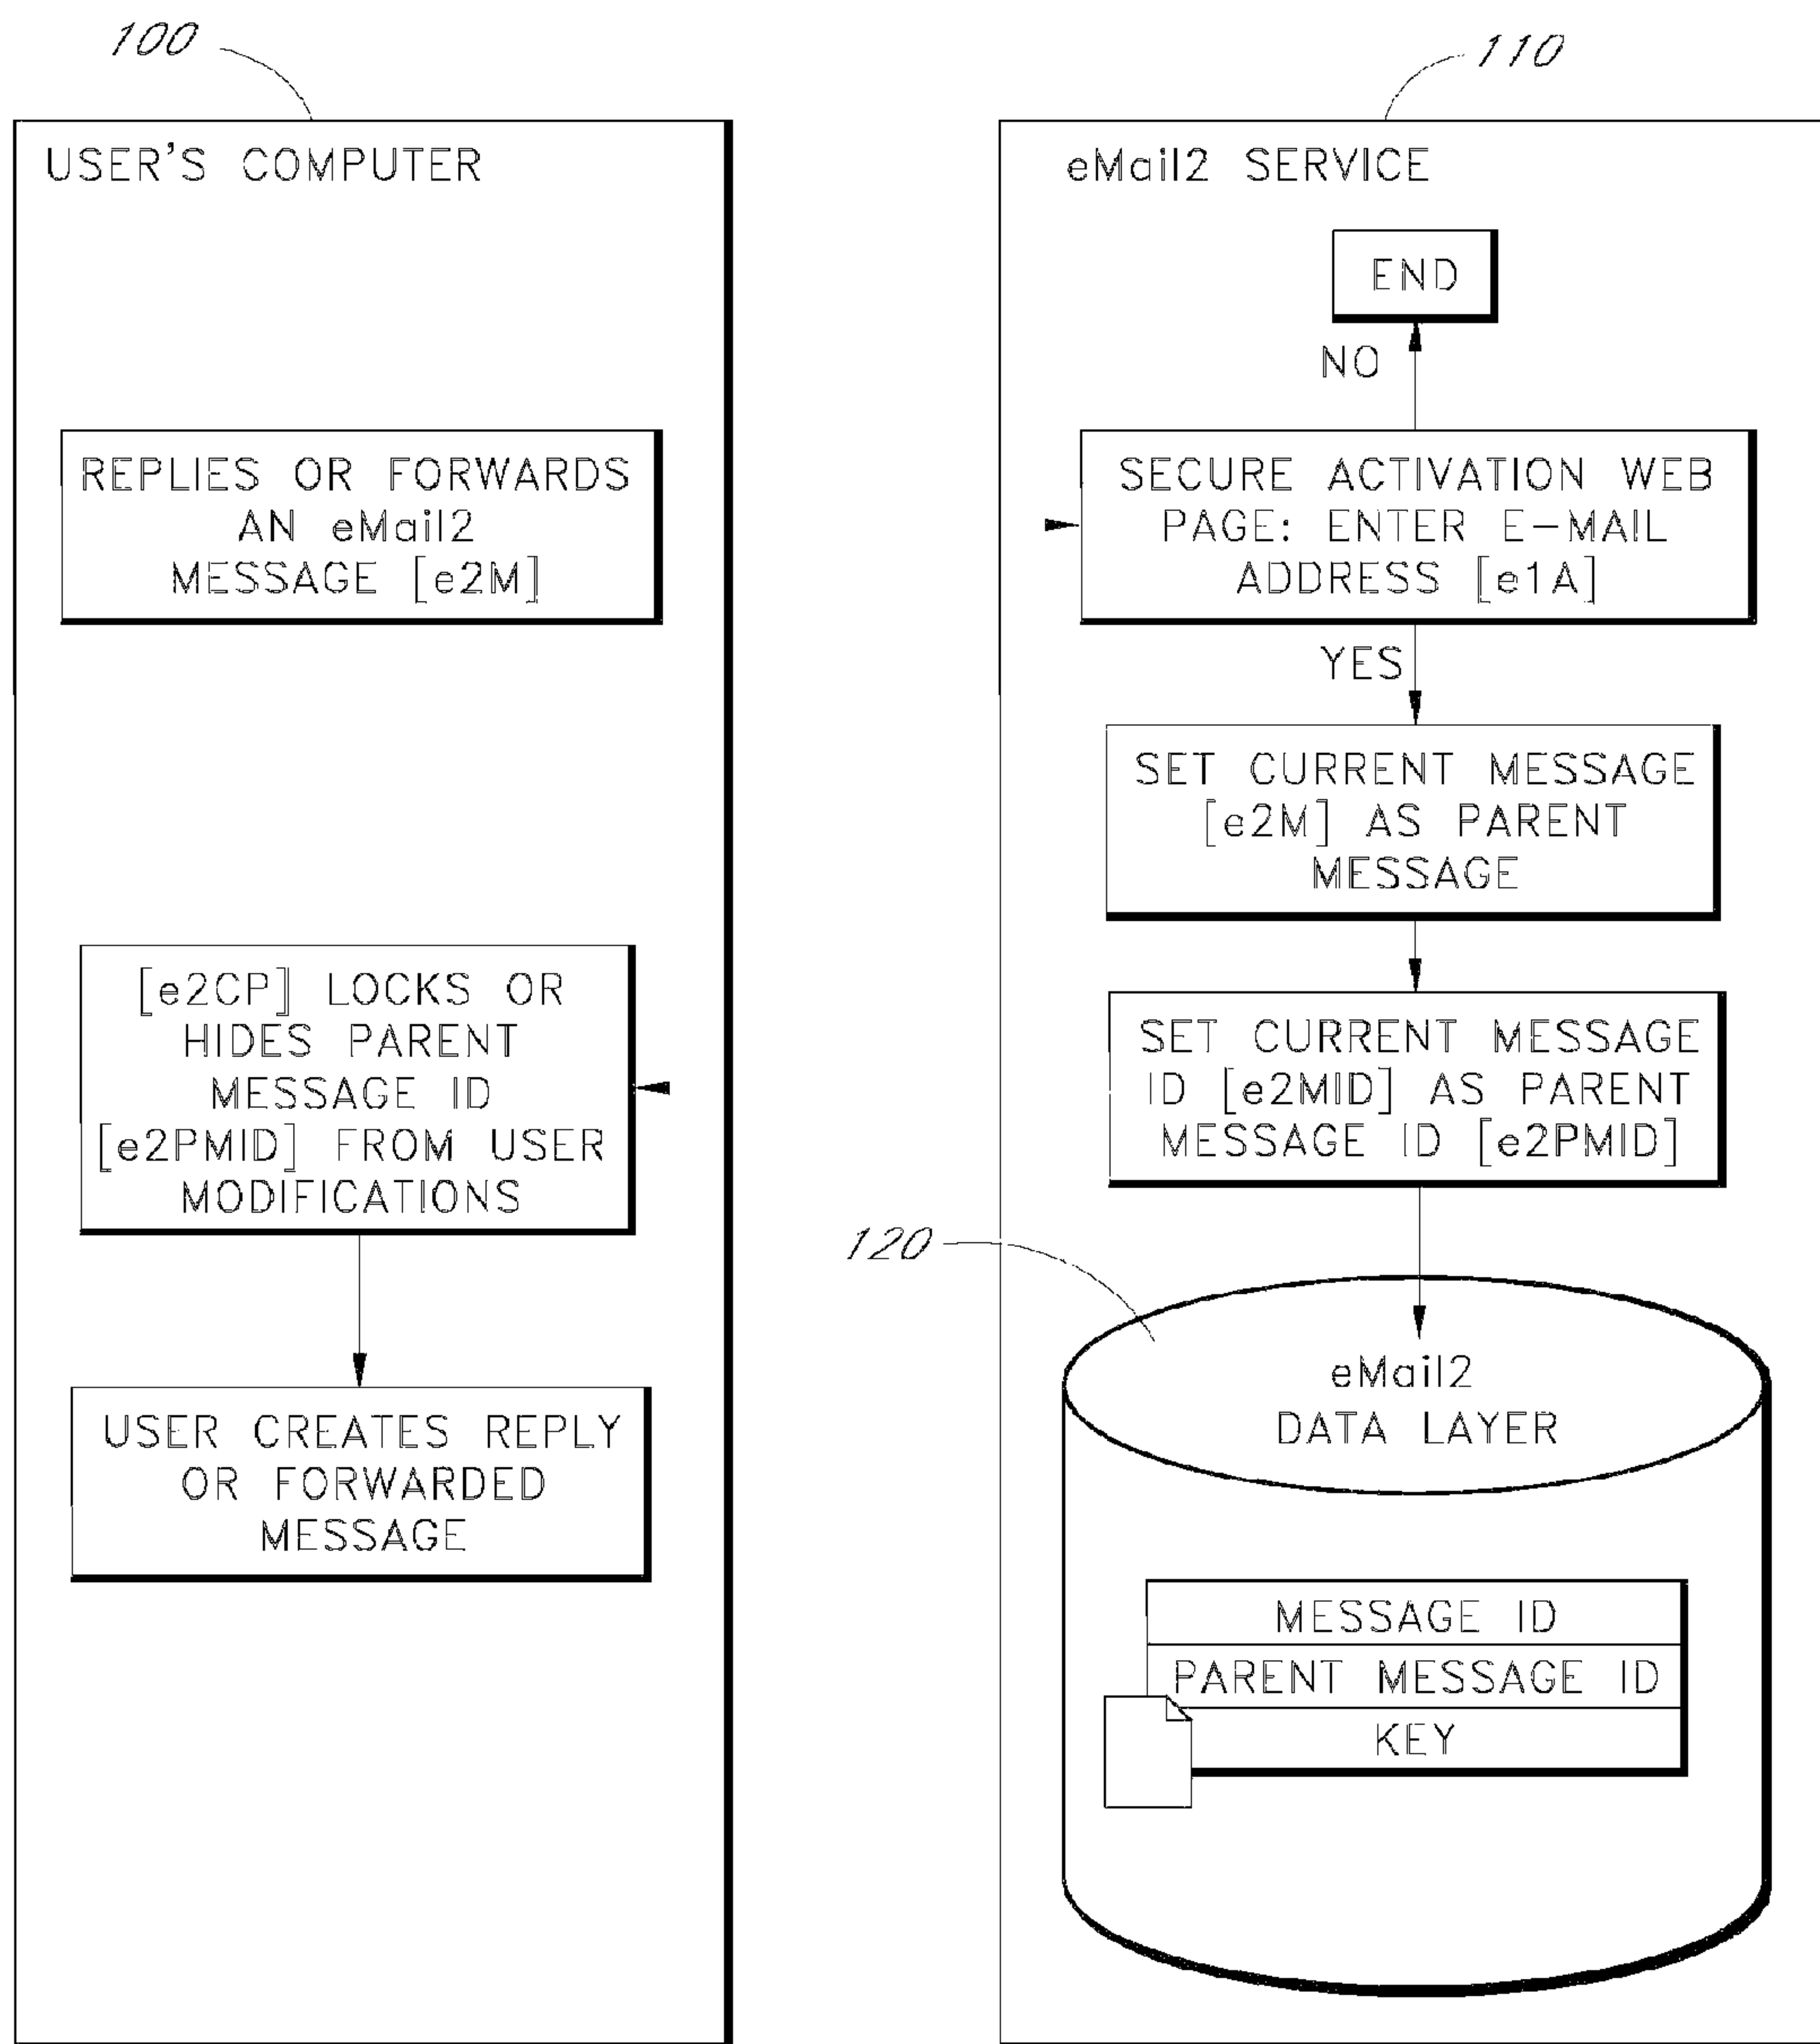 100
USER'S COMPUTER
REPLIES OR FORWARDS
AN eMail2
MESSAGE [e2M]
[e2CP] LOCKS OR
HIDES PARENT
MESSAGE ID
[e2PMID] FROM USER
MODIFICATIONS
USER CREATES REPLY
OR FORWARDED
MESSAGE
110
eMail2 SERVICE
END
NO
SECURE ACTIVATION WEB
PAGE: ENTER E-MAIL
ADDRESS [e1A]
YES
SET CURRENT MESSAGE
[e2M] AS PARENT
MESSAGE
SET CURRENT MESSAGE
ID [e2MID] AS PARENT
MESSAGE ID [e2PMID]
120
eMail2
DATA LAYER
MESSAGE ID
PARENT MESSAGE ID
KEY